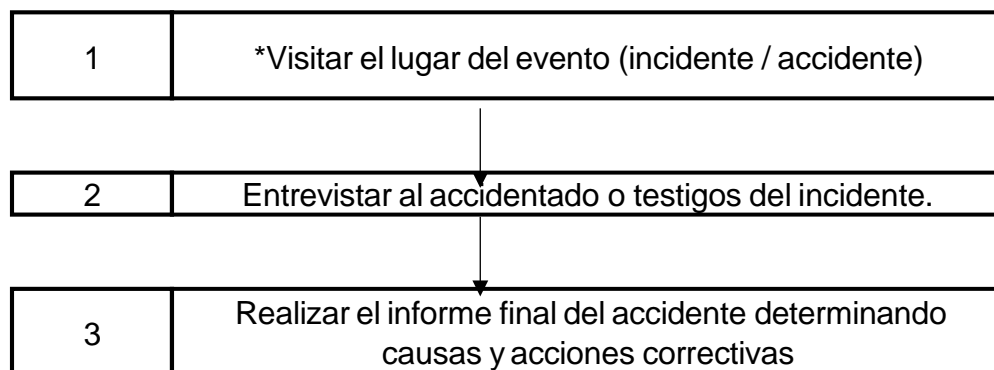 1 *Visitar el lugar del evento (incidente / accidente)
2 Entrevistar al accidentado o testigos del incidente.
3 Realizar el informe final del accidente determinando
causas y acciones correctivas